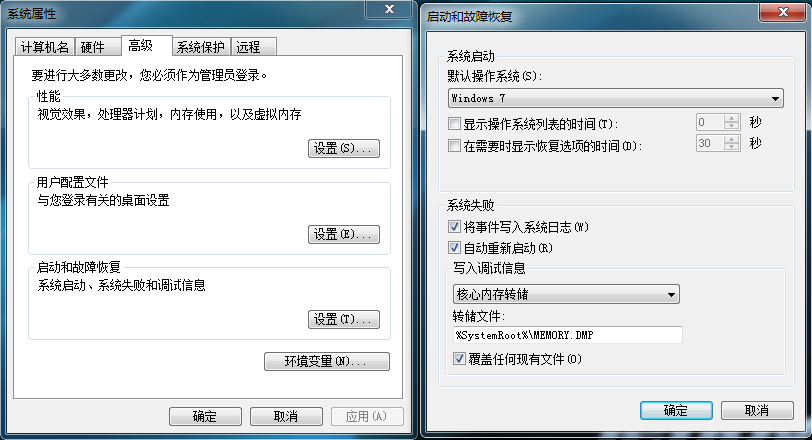 系统属性
计算机名 硬件 高级 系统保护 远程
要进行大多数更改，您必须作为管理员登录。
性能
视觉效果，处理器计划，内存使用，以及虚拟内存
设置(S)...
用户配置文件
与您登录有关的桌面设置
设置(E)...
启动和故障恢复
系统启动、系统失败和调试信息
设置(T)...
环境变量(N)...
确定 取消 应用(A)
启动和故障恢复
系统启动
默认操作系统(S):
Windows 7
显示操作系统列表的时间(T): 0 秒
在需要时显示恢复选项的时间(D): 30 秒
系统失败
将事件写入系统日志(W)
自动重新启动(R)
写入调试信息
核心内存转储
转储文件:
%SystemRoot%\MEMORY.DMP
覆盖任何现有文件(O)
确定 取消